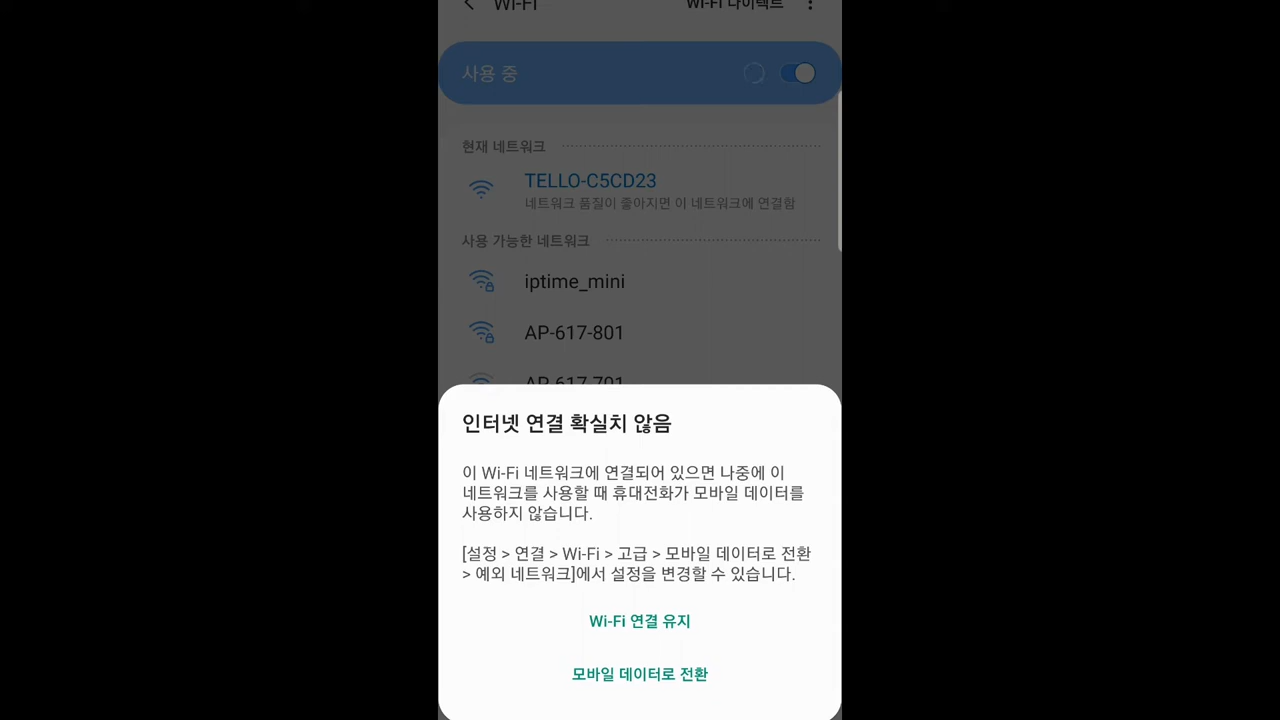 Wi-Fi
Wi-Fi 다이렉트
사용 중
현재 네트워크
TELLO-C5CD23
네트워크 품질이 좋아지면 이 네트워크에 연결함
사용 가능한 네트워크
iptime_mini
AP-617-801
AP-617-701
인터넷 연결 확실치 않음
이 Wi-Fi 네트워크에 연결되어 있으면 나중에 이
네트워크를 사용할 때 휴대전화가 모바일 데이터를
사용하지 않습니다.
[설정 > 연결 > Wi-Fi > 고급 > 모바일 데이터로 전환
> 예외 네트워크]에서 설정을 변경할 수 있습니다.
Wi-Fi 연결 유지
모바일 데이터로 전환